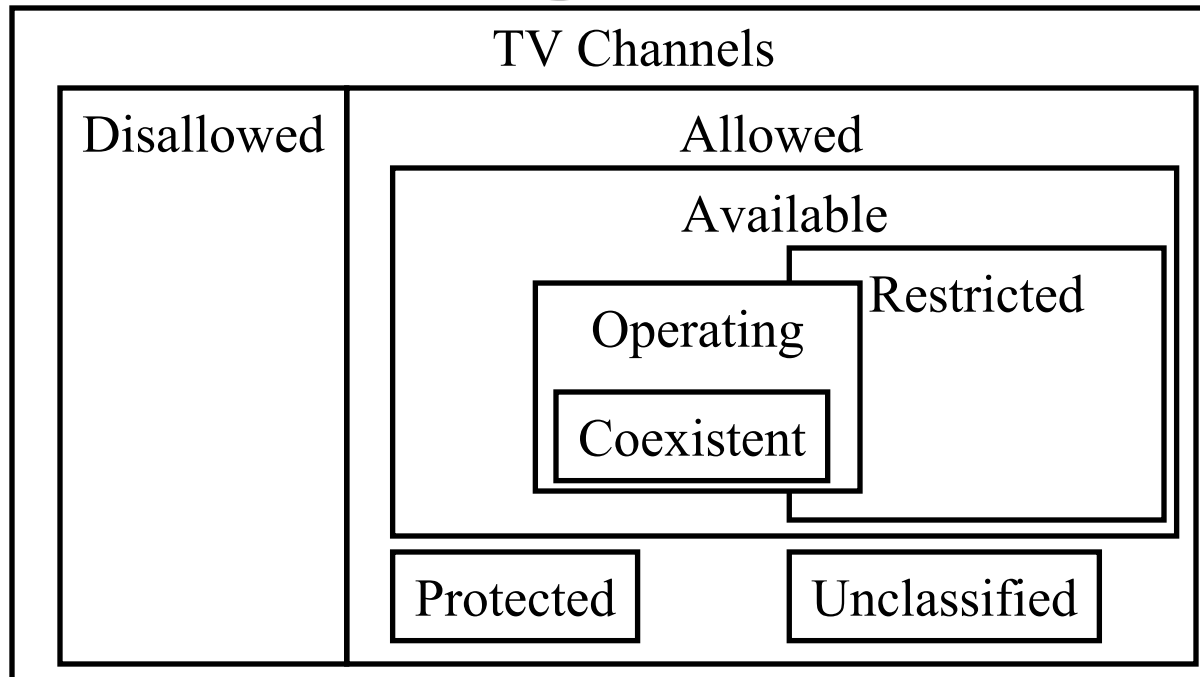 TV Channels
Disallowed
Allowed
Available
Restricted
Operating
Coexistent
Protected
Unclassified